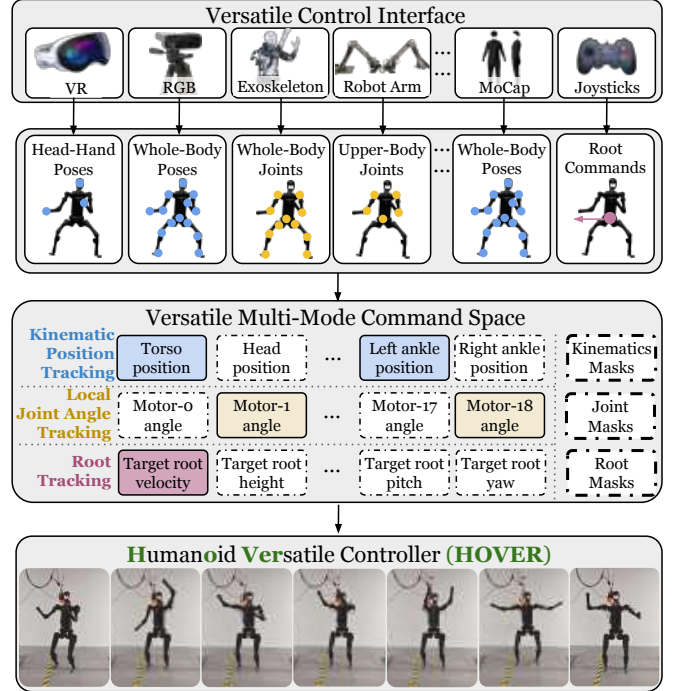 Versatile Control Interface
VR
RGB
Exoskeleton
Robot Arm
...
...
MoCap
Joysticks
Head-Hand
Poses
Whole-Body
Poses
Whole-Body
Joints
Upper-Body
Joints
...
...
Whole-Body
Poses
Root
Commands
Versatile Multi-Mode Command Space
Kinematic
Position
Tracking
Torso
position
Head
position
...
Left ankle
position
Right ankle
position
Kinematics
Masks
Local
Joint Angle
Tracking
Motor-0
angle
Motor-1
angle
...
Motor-17
angle
Motor-18
angle
Joint
Masks
Root
Tracking
Target root
velocity
Target root
height
...
Target root
pitch
Target root
yaw
Root
Masks
Humanoid Versatile Controller (HOVER)